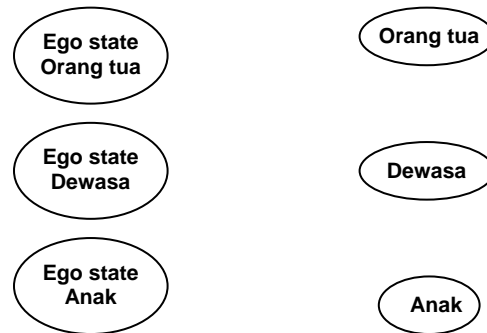 Ego state
Orang tua
Orang tua
Ego state
Dewasa
Dewasa
Ego state
Anak
Anak